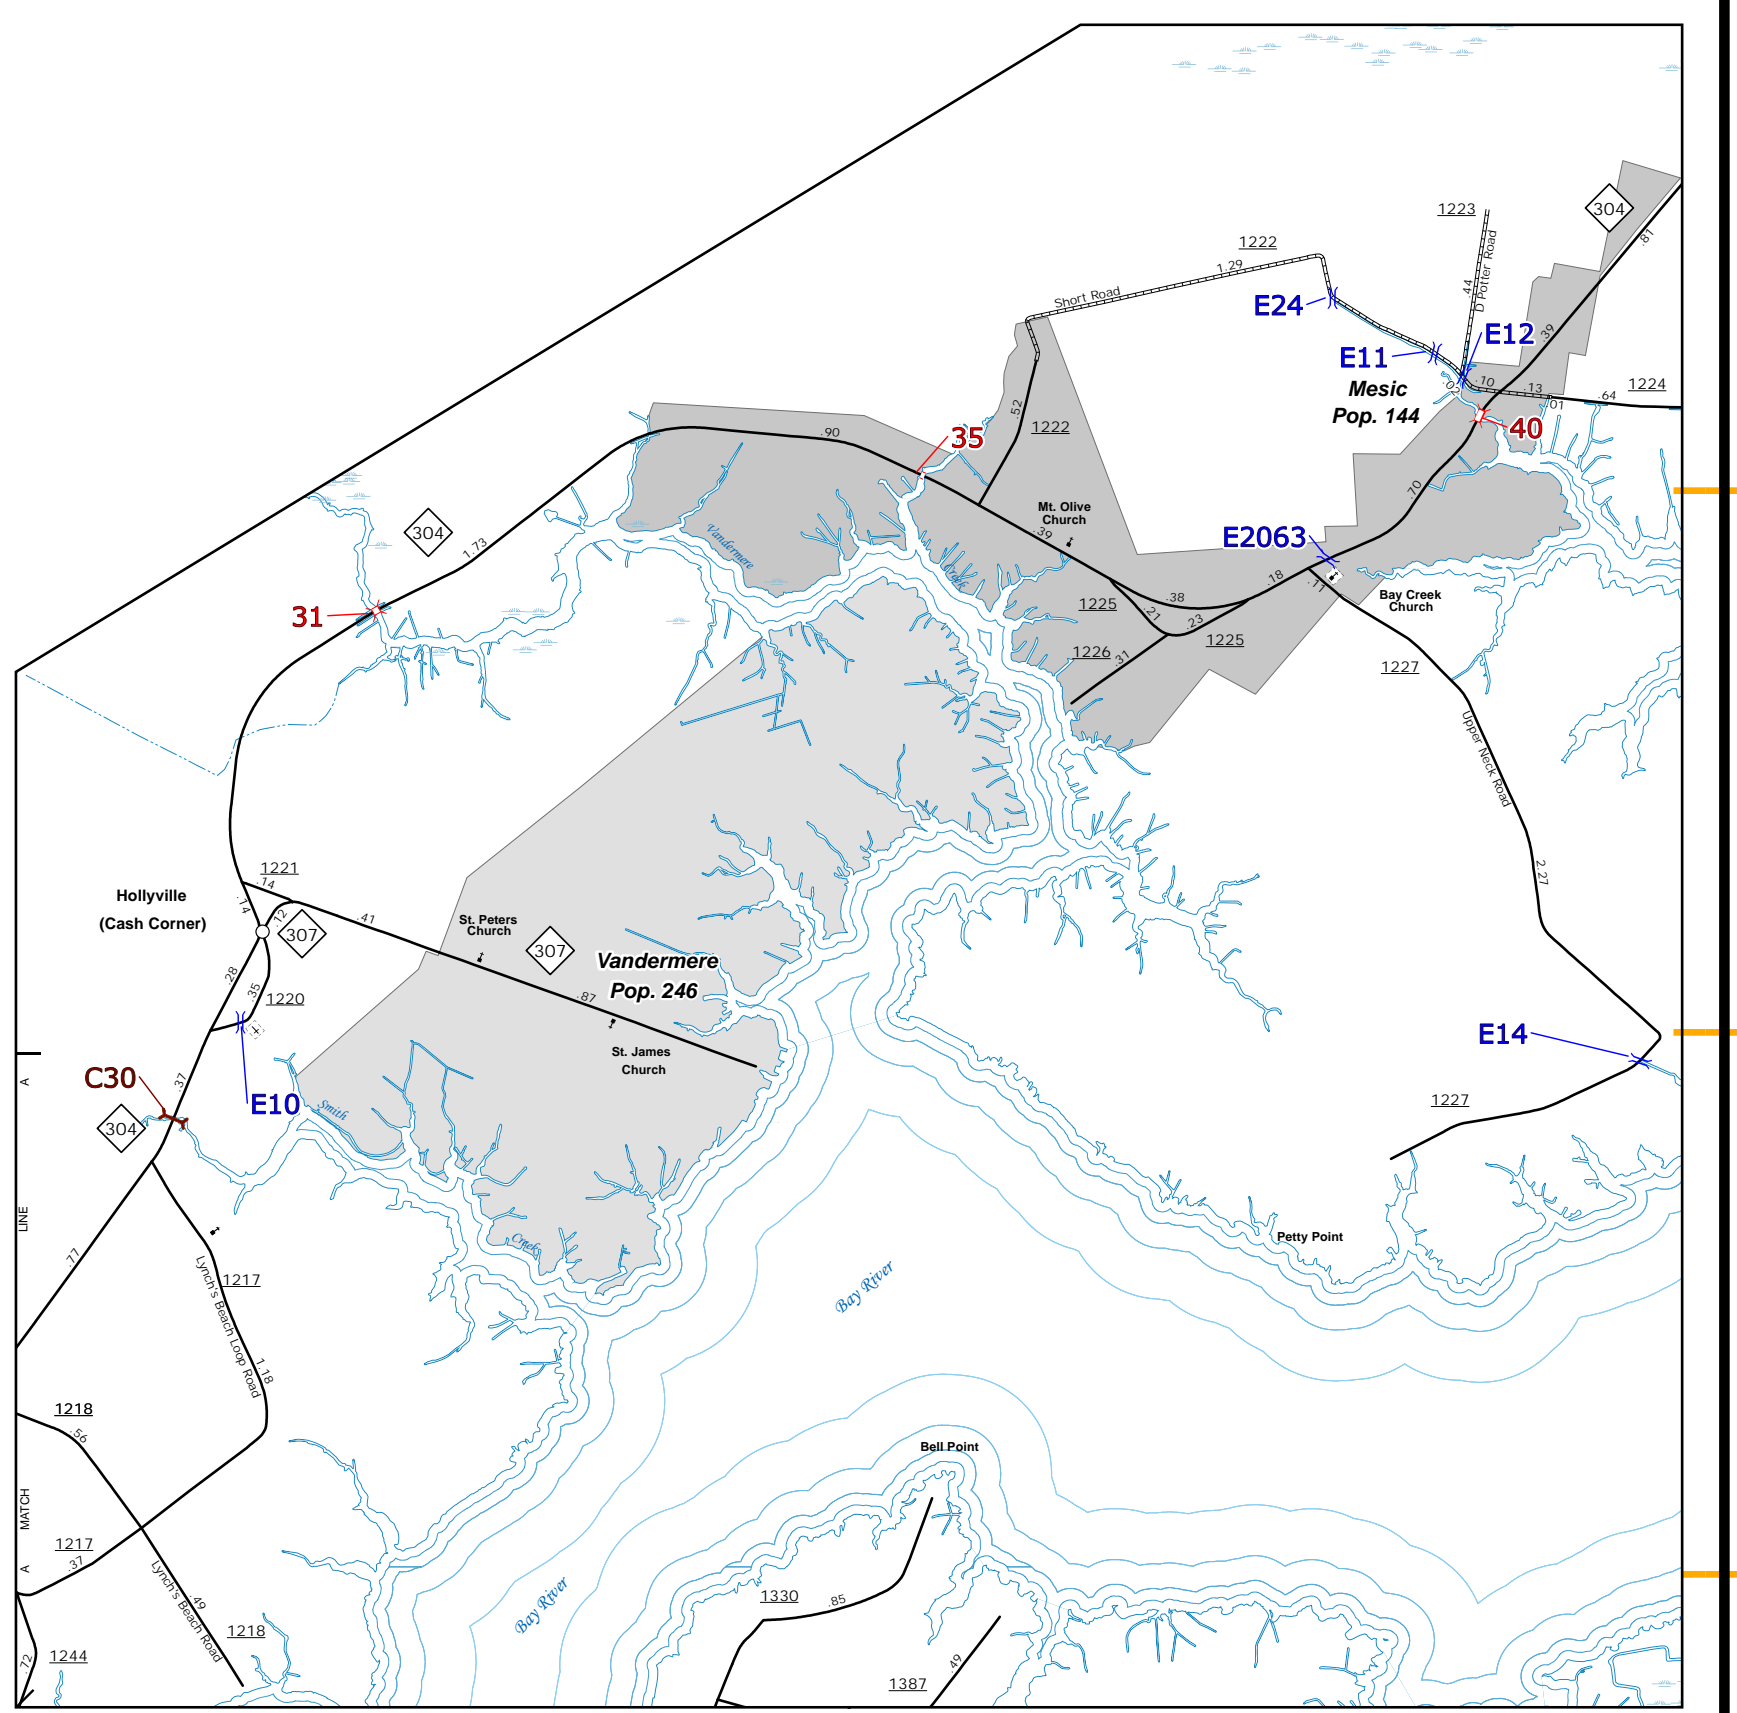 304
1223
.81
1222
1.29
D Potter Road
.44
Short Road
E24
E12
.39
E11
Mesic
Pop. 144
.02
.10
.13
.01
.64
1224
.52
1222
40
.90
35
.70
304
1.73
Mt. Olive
Church
.39
Vandermere
Creek
E2063
.18
.11
Bay Creek
Church
31
1225
.38
.21
.23
1225
1226
.31
1227
Upper Neck Road
2.27
1221
.14
Hollyville
(Cash Corner)
.14
.12
307
.41
St. Peters
Church
307
Vandermere
Pop. 246
.28
.35
1220
.87
St. James
Church
E14
C30
.37
E10
304
Smith
Creek
1227
A
LINE
.77
Petty Point
Lynch's Beach Loop Road
1217
1.18
Bay River
1218
.56
Bell Point
MATCH
A
1217
.37
Lynch's Beach Road
.49
1218
Bay River
1330
.85
.72
1244
1387
.49